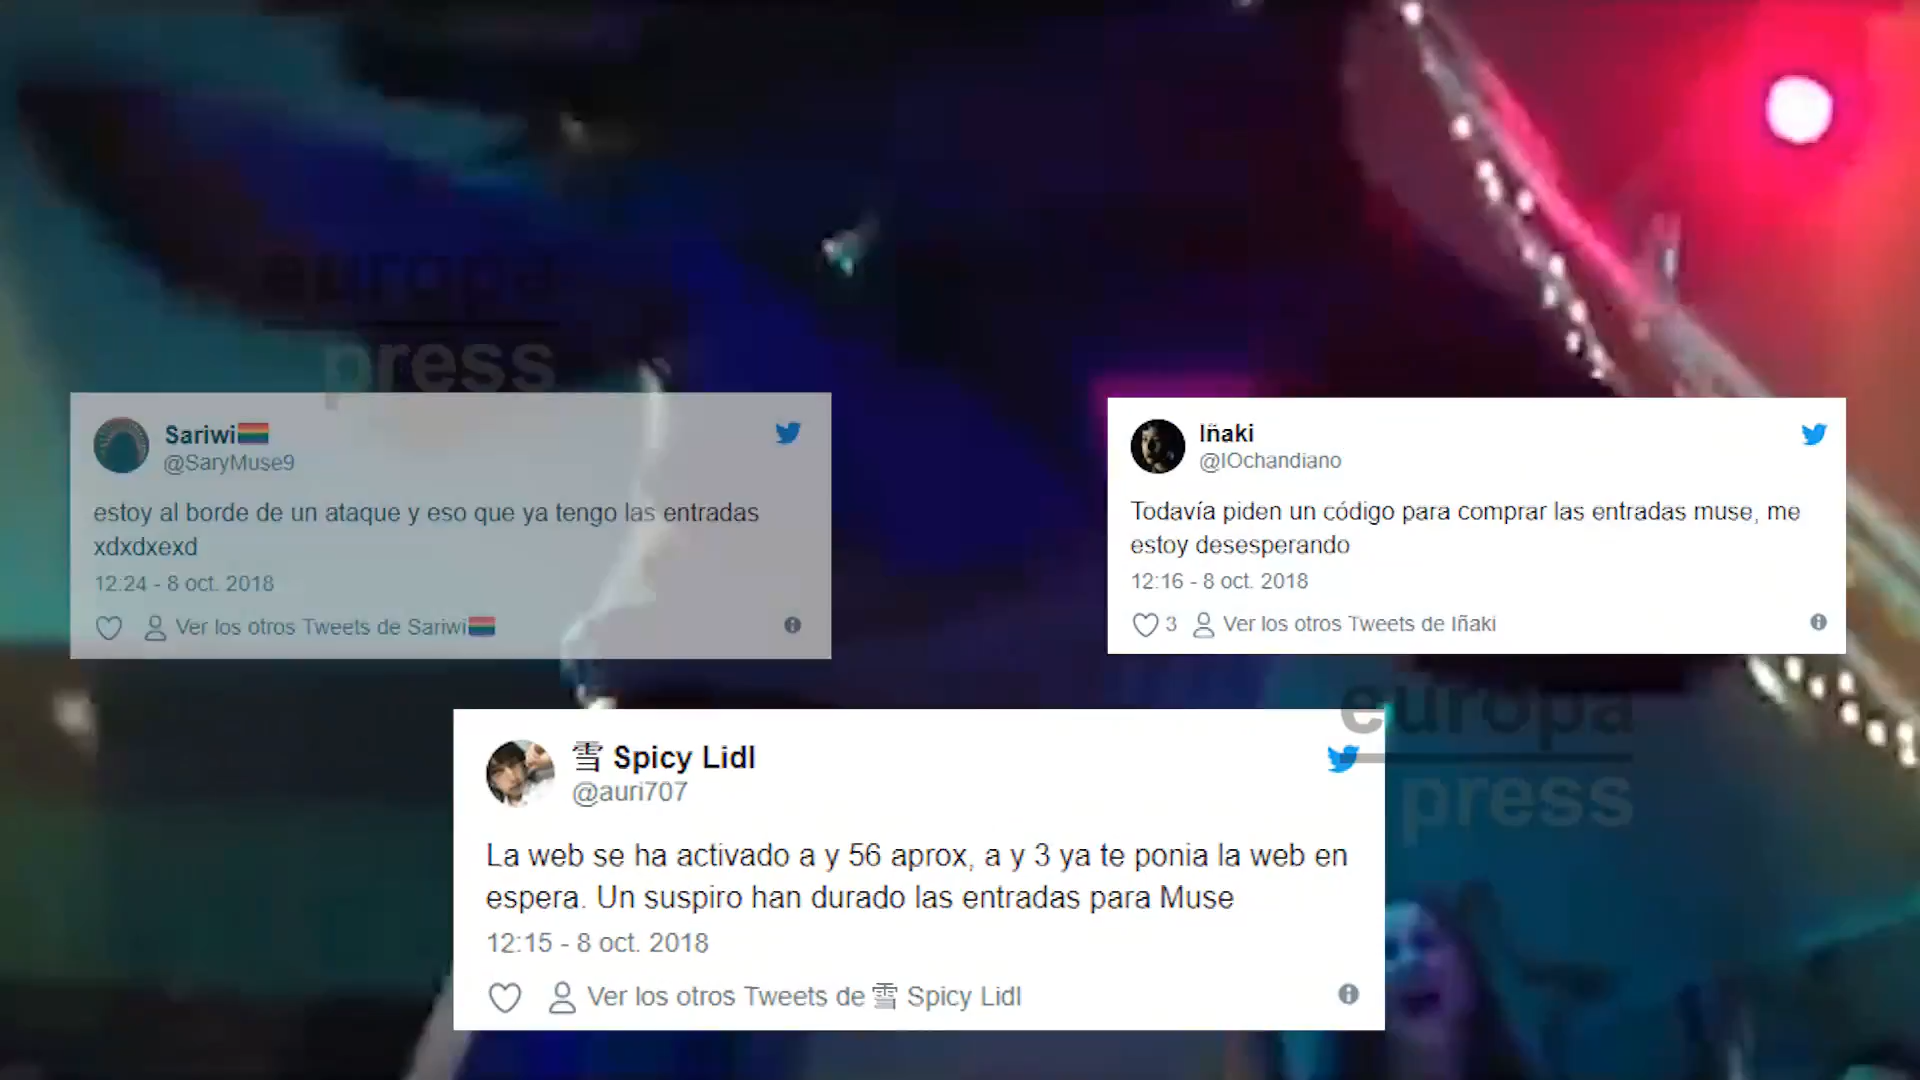 europa
press
Sariwi🏳️‍🌈
@SaryMuse9
estoy al borde de un ataque y eso que ya tengo las entradas
xdxdxexd
12:24 - 8 oct. 2018
Ver los otros Tweets de Sariwi🏳️‍🌈
Iñaki
@IOchandiano
Todavía piden un código para comprar las entradas muse, me
estoy desesperando
12:16 - 8 oct. 2018
3 Ver los otros Tweets de Iñaki
europa
press
雪 Spicy Lidl
@auri707
La web se ha activado a y 56 aprox, a y 3 ya te ponia la web en
espera. Un suspiro han durado las entradas para Muse
12:15 - 8 oct. 2018
Ver los otros Tweets de 雪 Spicy Lidl